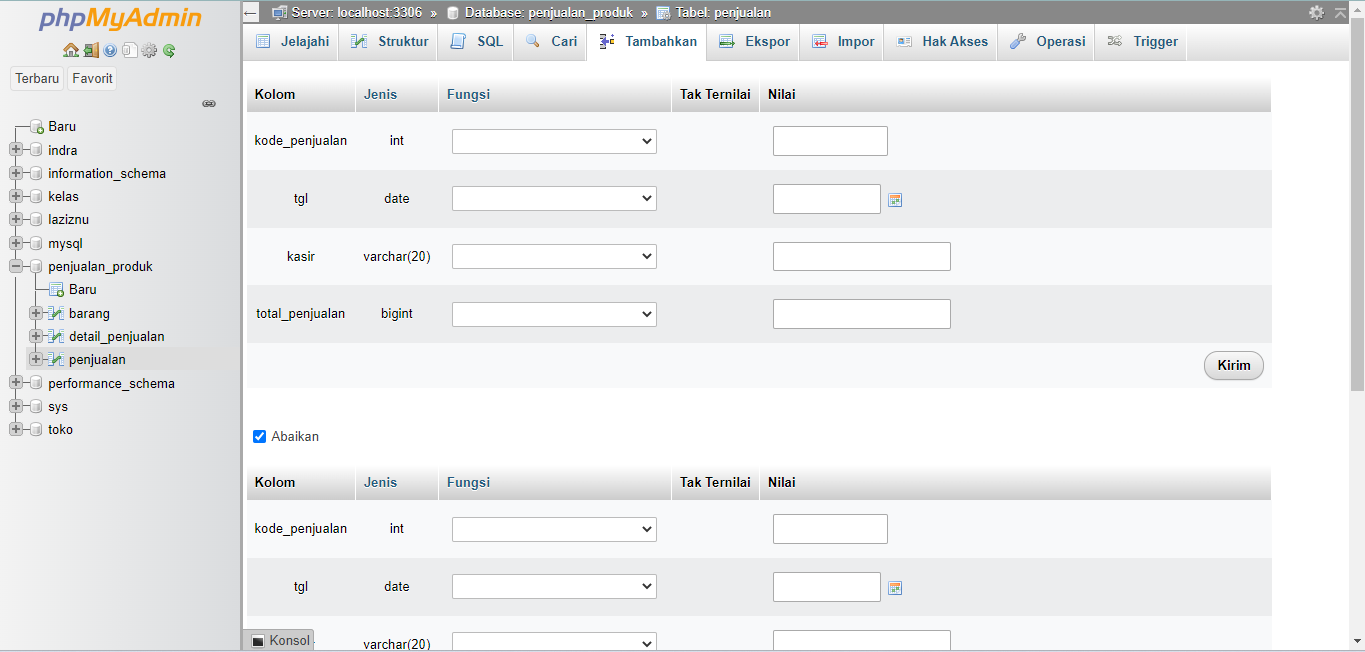 phpMyAdmin
Terbaru Favorit
Baru
indra
information_schema
kelas
laziznu
mysql
penjualan_produk
Baru
barang
detail_penjualan
penjualan
performance_schema
sys
toko
Server: localhost:3306 » Database: penjualan_produk » Tabel: penjualan
Jelajahi Struktur SQL Cari Tambahkan Ekspor Impor Hak Akses Operasi Trigger
Kolom Jenis Fungsi Tak Ternilai Nilai
kode_penjualan int
tgl date
kasir varchar(20)
total_penjualan bigint
Kirim
Abaikan
Kolom Jenis Fungsi Tak Ternilai Nilai
kode_penjualan int
tgl date
varchar(20)
Konsol